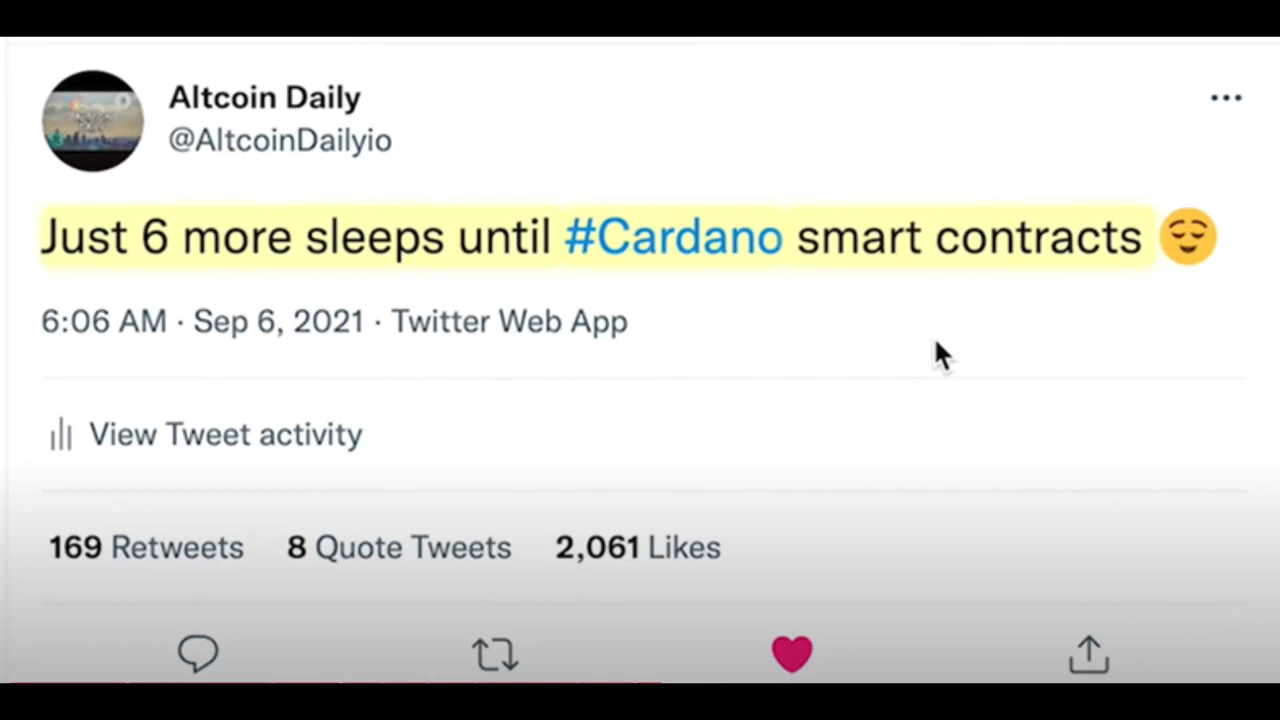 Altcoin Daily
@AltcoinDailyio
Just 6 more sleeps until #Cardano smart contracts 😌
6:06 AM · Sep 6, 2021 · Twitter Web App
View Tweet activity
169 Retweets 8 Quote Tweets 2,061 Likes